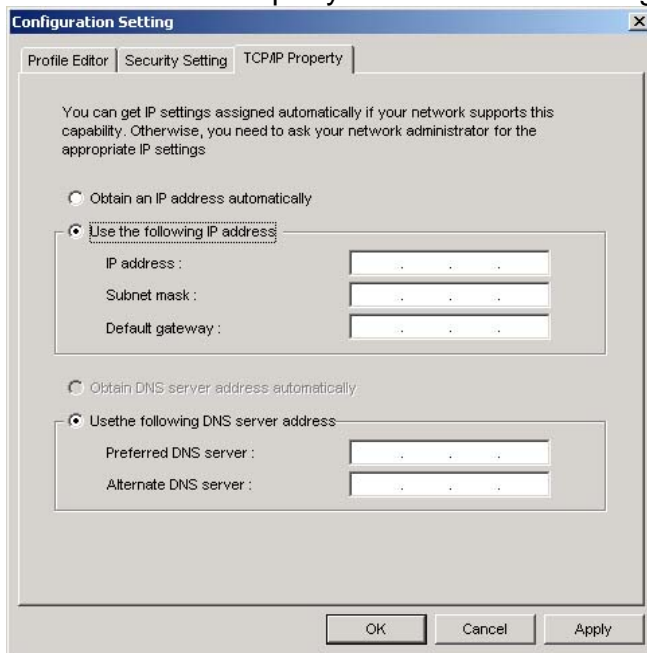 Configuration Setting
Profile Editor Security Setting TCP/IP Property
You can get IP settings assigned automatically if your network supports this
capability. Otherwise, you need to ask your network administrator for the
appropriate IP settings
Obtain an IP address automatically
Use the following IP address
IP address :
Subnet mask :
Default gateway :
Obtain DNS server address automatically
Usethe following DNS server address
Preferred DNS server :
Alternate DNS server :
OK Cancel Apply